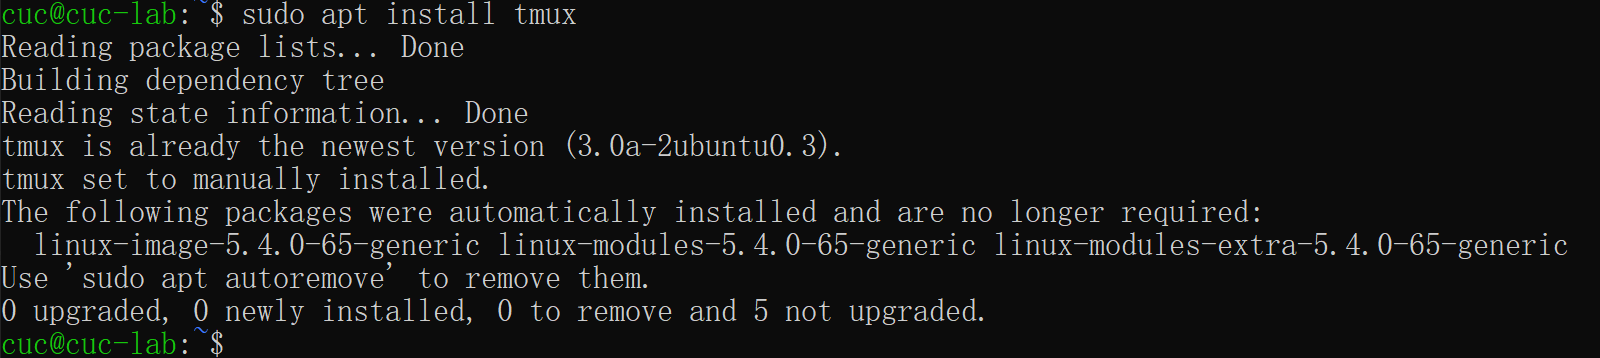 cuc@cuc-lab:~$ sudo apt install tmux
Reading package lists... Done
Building dependency tree
Reading state information... Done
tmux is already the newest version (3.0a-2ubuntu0.3).
tmux set to manually installed.
The following packages were automatically installed and are no longer required:
  linux-image-5.4.0-65-generic linux-modules-5.4.0-65-generic linux-modules-extra-5.4.0-65-generic
Use 'sudo apt autoremove' to remove them.
0 upgraded, 0 newly installed, 0 to remove and 5 not upgraded.
cuc@cuc-lab:~$